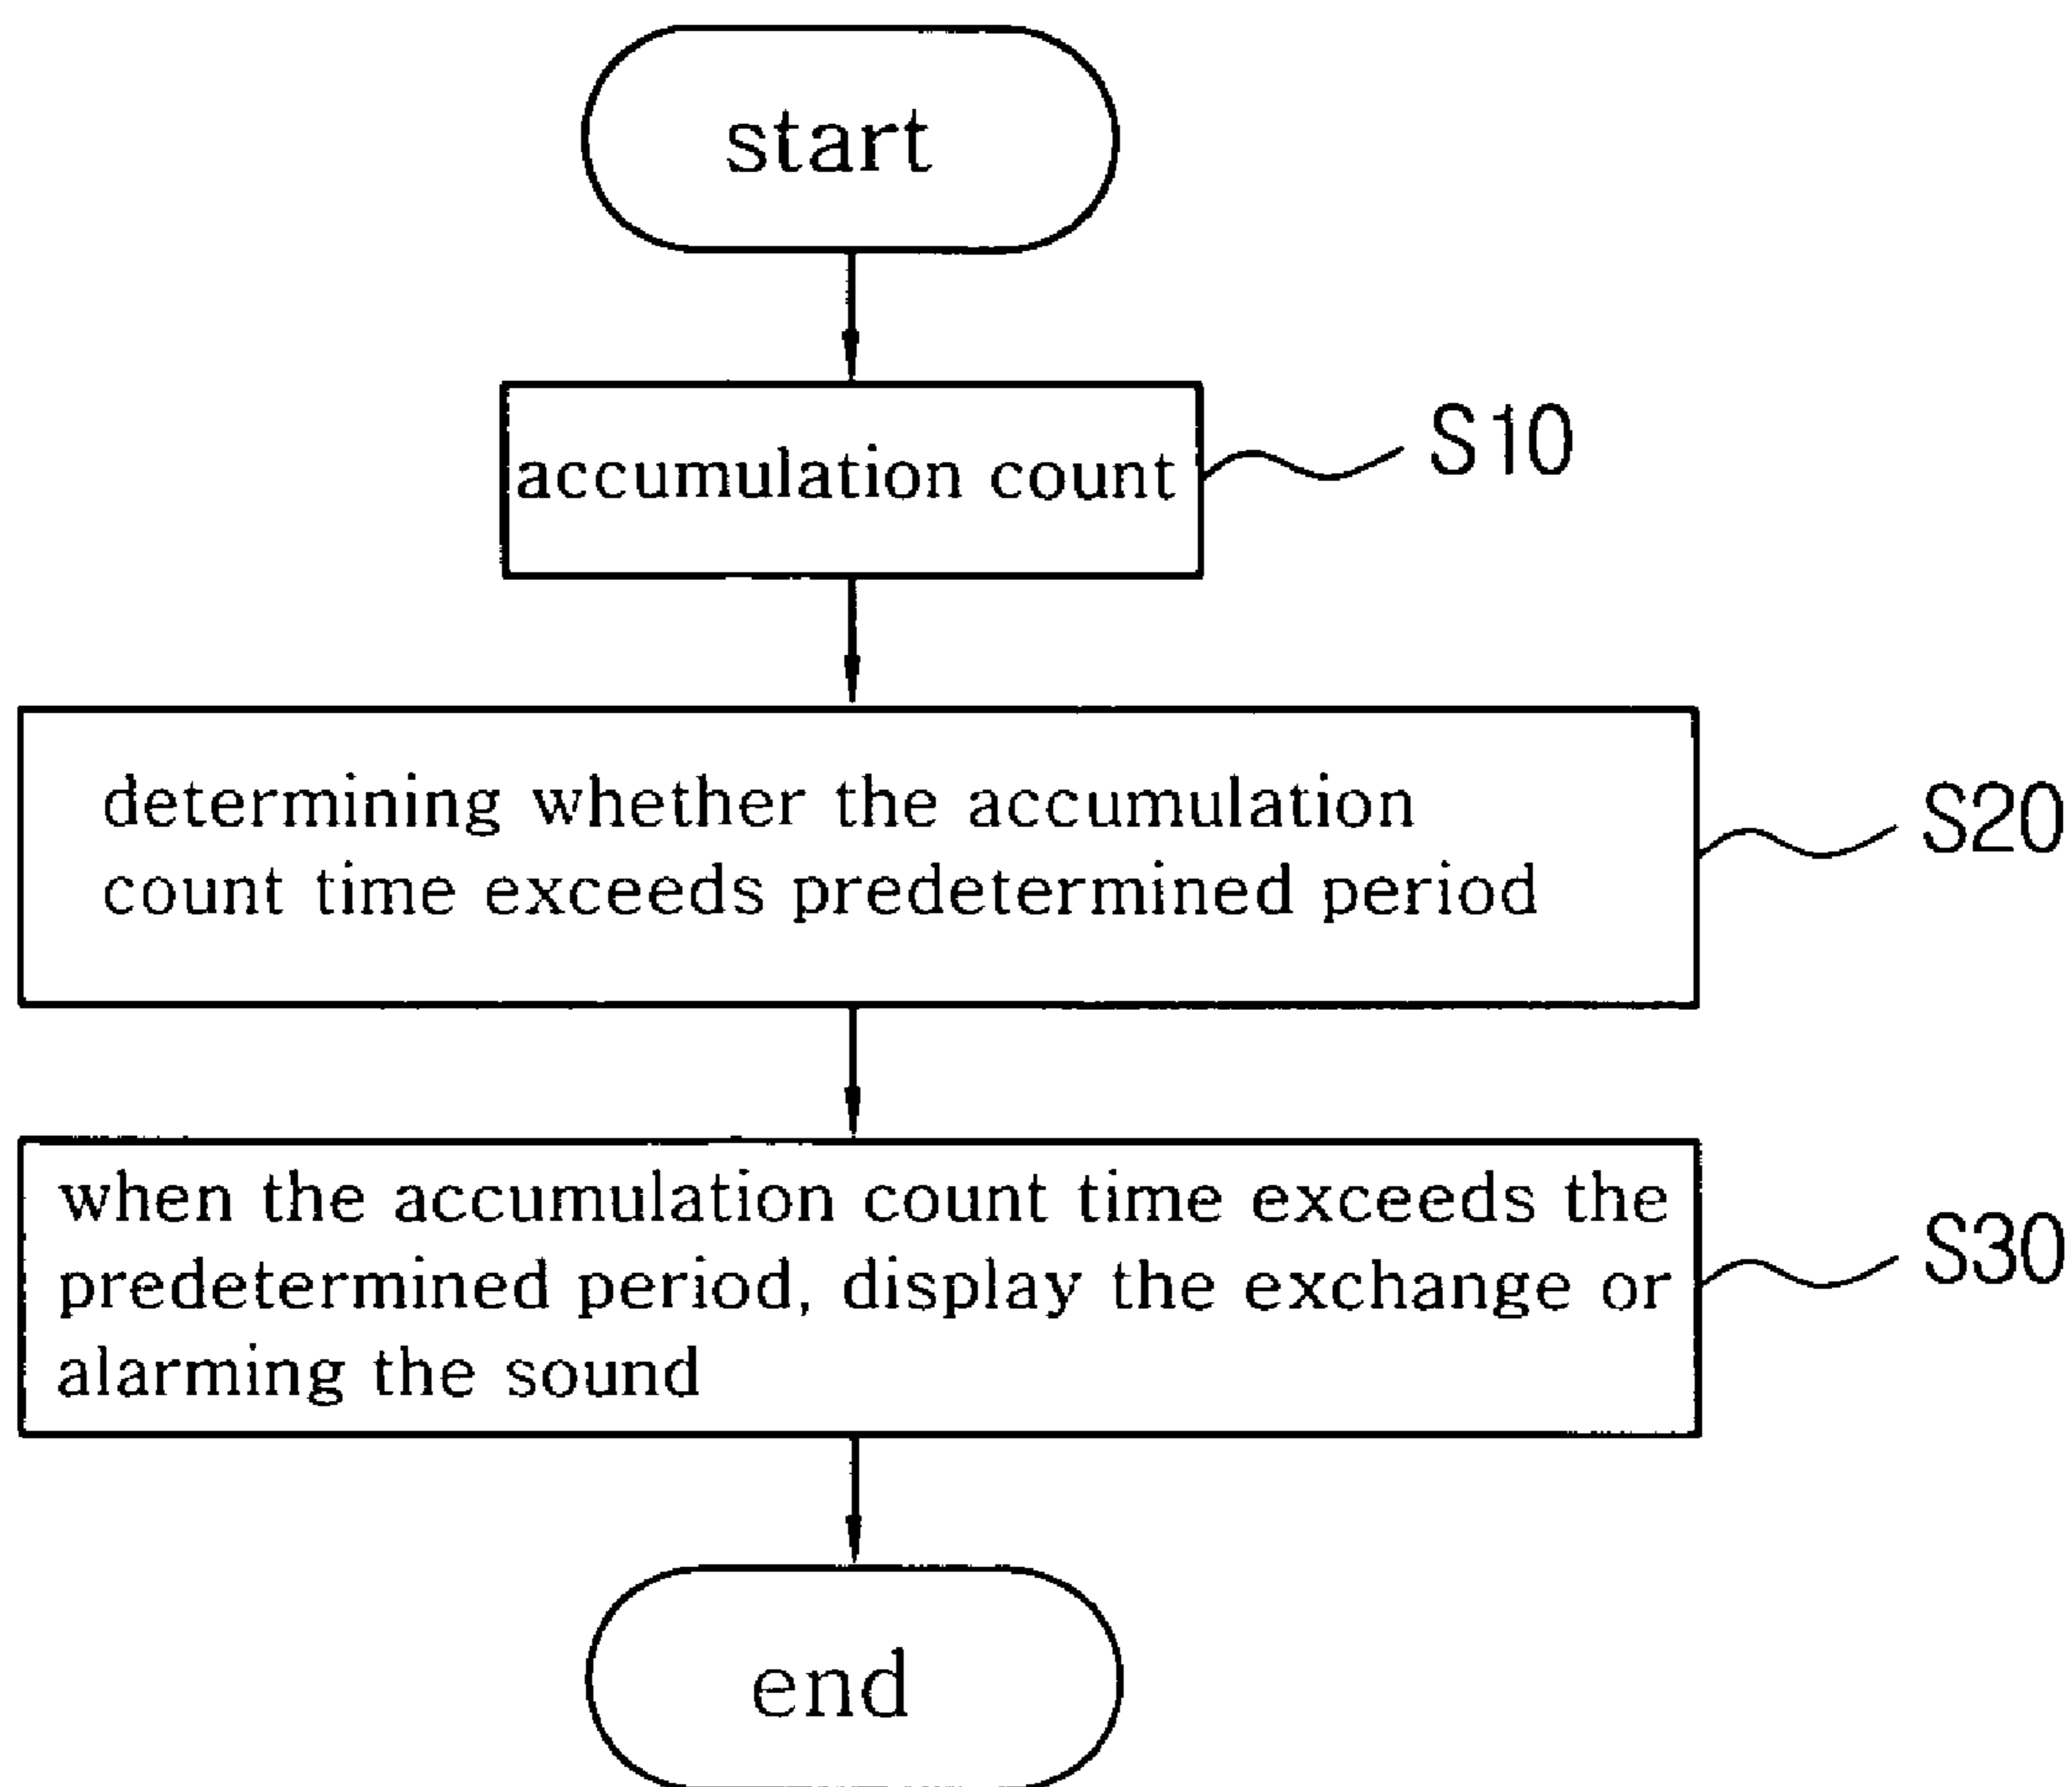 start
accumulation count
S10
determining whether the accumulation
count time exceeds predetermined period
S20
when the accumulation count time exceeds the
predetermined period, display the exchange or
alarming the sound
S30
end